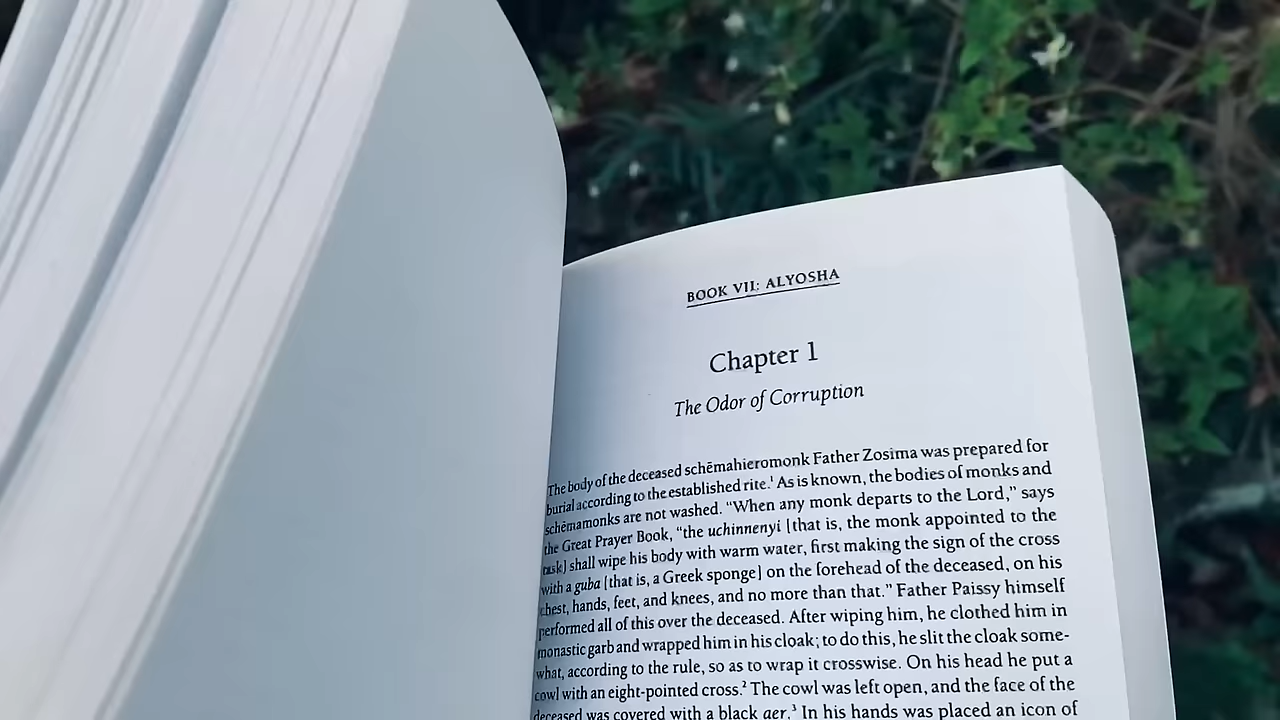 BOOK VII: ALYOSHA
Chapter 1
The Odor of Corruption
The body of the deceased schēmahieromonk Father Zosima was prepared for
burial according to the established rite.¹ As is known, the bodies of monks and
schēmamonks are not washed. “When any monk departs to the Lord,” says
the Great Prayer Book, “the uchinnenyi [that is, the monk appointed to the
task] shall wipe his body with warm water, first making the sign of the cross
with a guba [that is, a Greek sponge] on the forehead of the deceased, on his
chest, hands, feet, and knees, and no more than that.” Father Paissy himself
performed all of this over the deceased. After wiping him, he clothed him in
monastic garb and wrapped him in his cloak; to do this, he slit the cloak some-
what, according to the rule, so as to wrap it crosswise. On his head he put a
cowl with an eight-pointed cross.² The cowl was left open, and the face of the
deceased was covered with a black aer.³ In his hands was placed an icon of